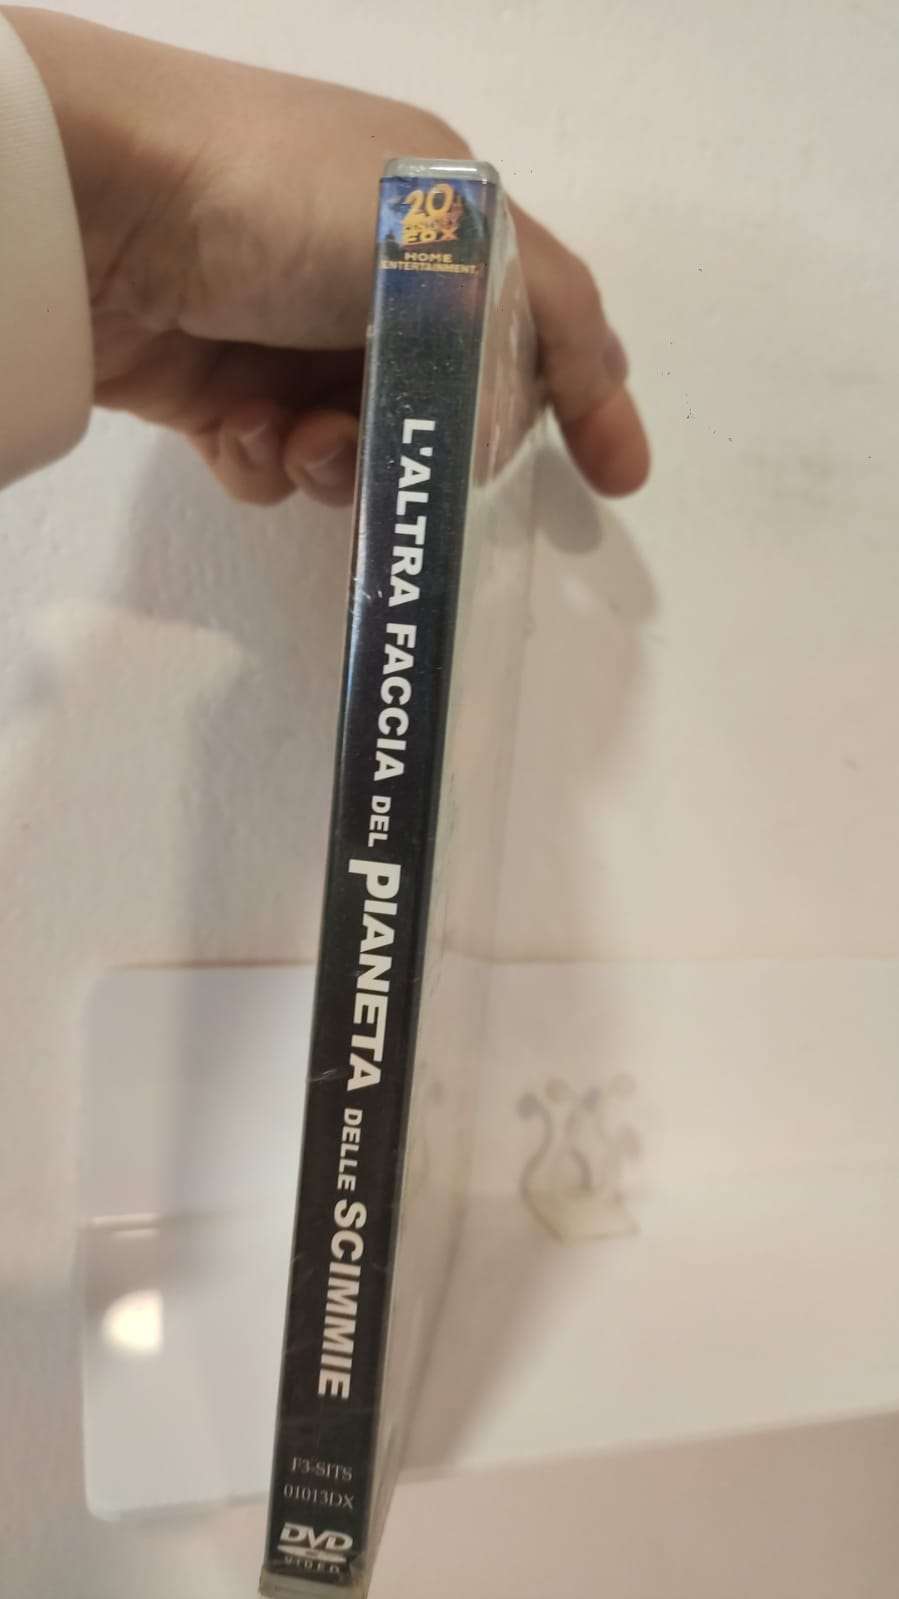 20th
CENTURY
FOX
HOME
ENTERTAINMENT
L'ALTRA FACCIA DEL PIANETA DELLE SCIMMIE
F3-SITS
01013DX
DVD
VIDEO